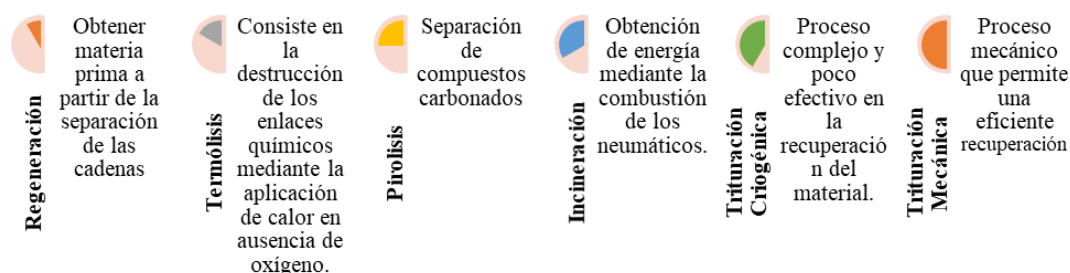 Regeneración
Obtener
materia
prima a
partir de la
separación
de las
cadenas
Termólisis
Consiste en
la
destrucción
de los
enlaces
químicos
mediante la
aplicación
de calor en
ausencia de
oxígeno.
Pirolisis
Separación
de
compuestos
carbonados
Incineración
Obtención
de energía
mediante la
combustión
de los
neumáticos.
Trituración
Criogénica
Proceso
complejo y
poco
efectivo en
la
recuperació
n del
material.
Trituración
Mecánica
Proceso
mecánico
que permite
una
eficiente
recuperación